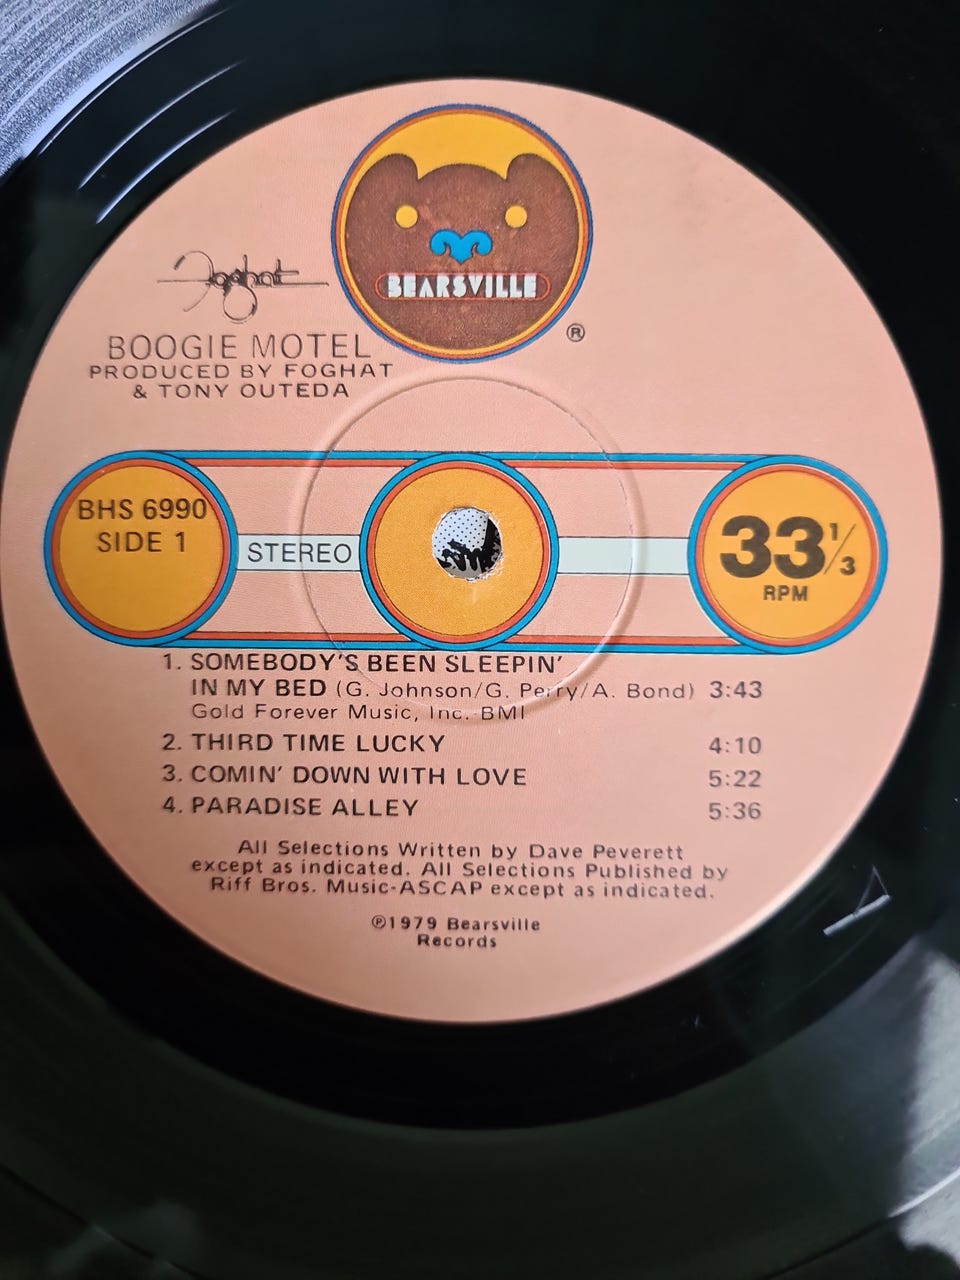 BEARSVILLE
®
Foghat
BOOGIE MOTEL
PRODUCED BY FOGHAT
& TONY OUTEDA
BHS 6990
SIDE 1
STEREO
33 1/3
RPM
1. SOMEBODY'S BEEN SLEEPIN'
IN MY BED (G. Johnson/G. Perry/A. Bond) 3:43
Gold Forever Music, Inc. BMI
2. THIRD TIME LUCKY 4:10
3. COMIN' DOWN WITH LOVE 5:22
4. PARADISE ALLEY 5:36
All Selections Written by Dave Peverett
except as indicated. All Selections Published by
Riff Bros. Music-ASCAP except as indicated.
℗1979 Bearsville
Records